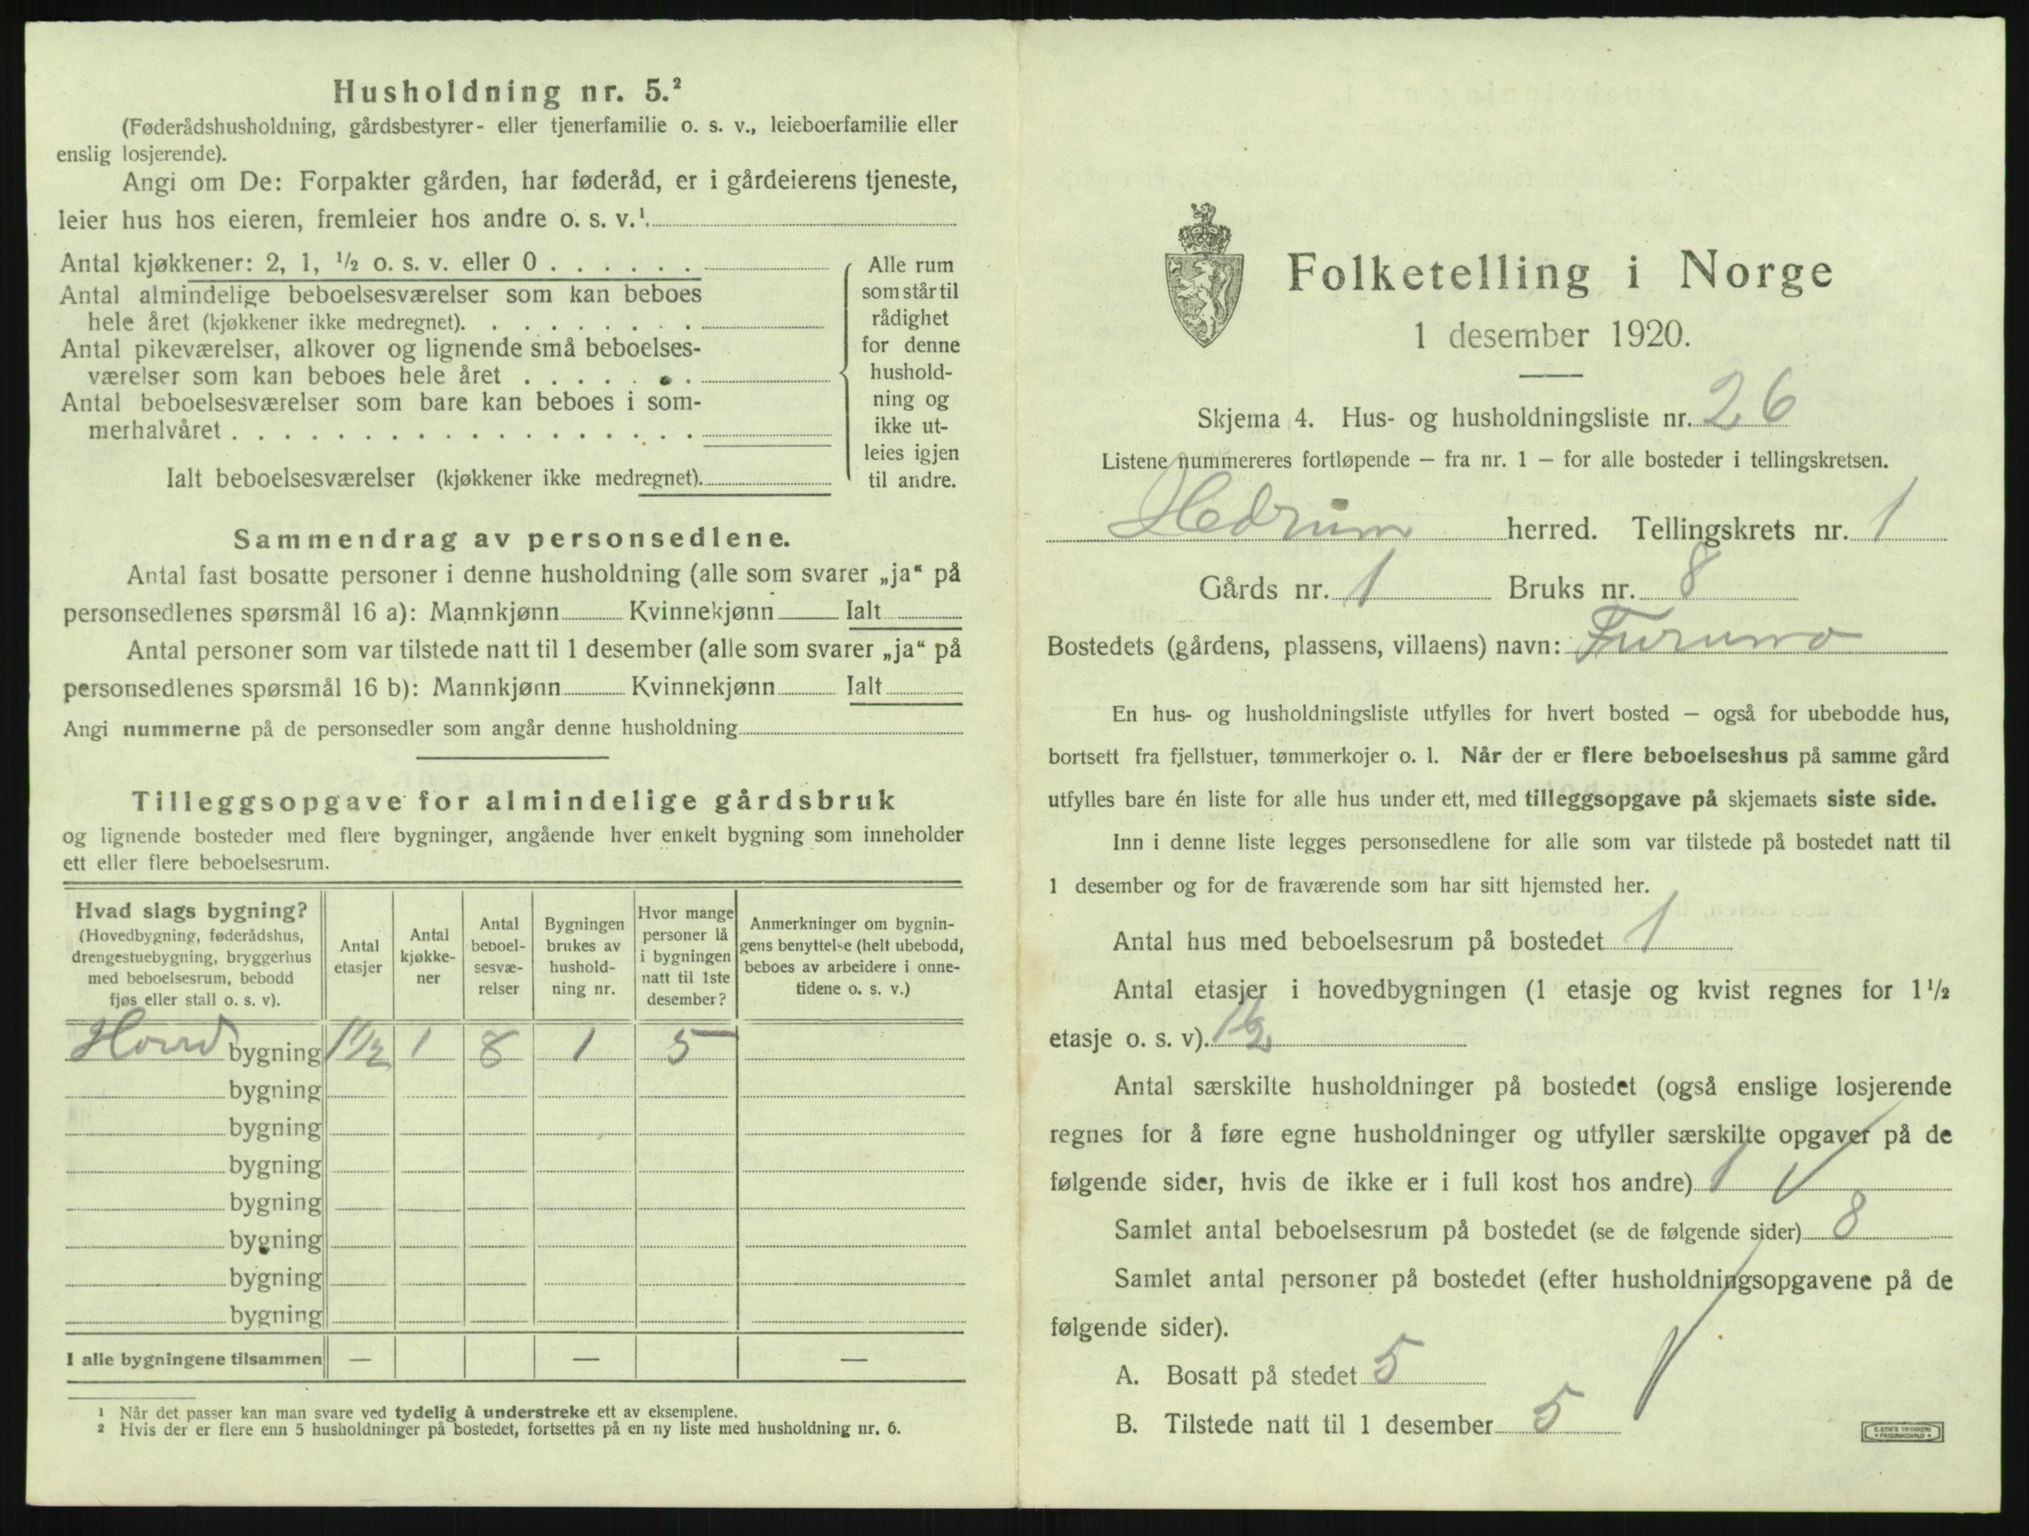 Husholdning nr. 5.²
(Føderådshusholdning, gårdsbestyrer- eller tjenerfamilie o. s. v., leieboerfamilie eller
enslig losjerende).
Angi om De: Forpakter gården, har føderåd, er i gårdeierens tjeneste,
leier hus hos eieren, fremleier hos andre o. s. v.¹.
Antal kjøkkener: 2, 1, ½ o. s. v. eller 0 . . . . . .
Antal almindelige beboelsesværelser som kan beboes
hele året (kjøkkener ikke medregnet). . . . . . . . .
Antal pikeværelser, alkover og lignende små beboelses-
værelser som kan beboes hele året . . . . . . .
Antal beboelsesværelser som bare kan beboes i som-
merhalvåret . . . . . . . . . . . . . . . . . .
Ialt beboelsesværelser (kjøkkener ikke medregnet).
Alle rum
som står til
rådighet
for denne
hushold-
ning og
ikke ut-
leies igjen
til andre.
Sammendrag av personsedlene.
Antal fast bosatte personer i denne husholdning (alle som svarer „ja“ på
personsedlenes spørsmål 16 a): Mannkjønn Kvinnekjønn Ialt
Antal personer som var tilstede natt til 1 desember (alle som svarer „ja“ på
personsedlenes spørsmål 16 b): Mannkjønn Kvinnekjønn Ialt
Angi nummerne på de personsedler som angår denne husholdning
Tilleggsopgave for almindelige gårdsbruk
og lignende bosteder med flere bygninger, angående hver enkelt bygning som inneholder
ett eller flere beboelsesrum.
Hvad slags bygning?
(Hovedbygning, føderådshus,
drengestuebygning, bryggerhus
med beboelsesrum, bebodd
fjøs eller stall o. s. v).
Antal
etasjer
Antal
kjøkke-
ner
Antal
beboel-
sesvæ-
relser
Bygningen
brukes av
hushold-
ning nr.
Hvor mange
personer lå
i bygningen
natt til 1ste
desember?
Anmerkninger om bygnin-
gens benyttelse (helt ubebodd,
beboes av arbeidere i onne-
tidene o. s. v.)
Hovedbygning 1½ 1 8 1 5
bygning
bygning
bygning
bygning
bygning
bygning
bygning
I alle bygningene tilsammen — — —
¹ Når det passer kan man svare ved tydelig å understreke ett av eksemplene.
² Hvis der er flere enn 5 husholdninger på bostedet, fortsettes på en ny liste med husholdning nr. 6.
Folketelling i Norge
1 desember 1920.
Skjema 4. Hus- og husholdningsliste nr. 26
Listene nummereres fortløpende – fra nr. 1 – for alle bosteder i tellingskretsen.
Hedrum herred. Tellingskrets nr. 1
Gårds nr. 1 Bruks nr. 8
Bostedets (gårdens, plassens, villaens) navn: Furumo
En hus- og husholdningsliste utfylles for hvert bosted – også for ubebodde hus,
bortsett fra fjellstuer, tømmerkojer o. l. Når der er flere beboelseshus på samme gård
utfylles bare én liste for alle hus under ett, med tilleggsopgave på skjemaets siste side.
Inn i denne liste legges personsedlene for alle som var tilstede på bostedet natt til
1 desember og for de fraværende som har sitt hjemsted her.
Antal hus med beboelsesrum på bostedet 1
Antal etasjer i hovedbygningen (1 etasje og kvist regnes for 1½
etasje o. s. v). 1½
Antal særskilte husholdninger på bostedet (også enslige losjerende
regnes for å føre egne husholdninger og utfyller særskilte opgaver på de
følgende sider, hvis de ikke er i full kost hos andre) 1
Samlet antal beboelsesrum på bostedet (se de følgende sider) 8
Samlet antal personer på bostedet (efter husholdningsopgavene på de
følgende sider).
A. Bosatt på stedet 5
B. Tilstede natt til 1 desember 5